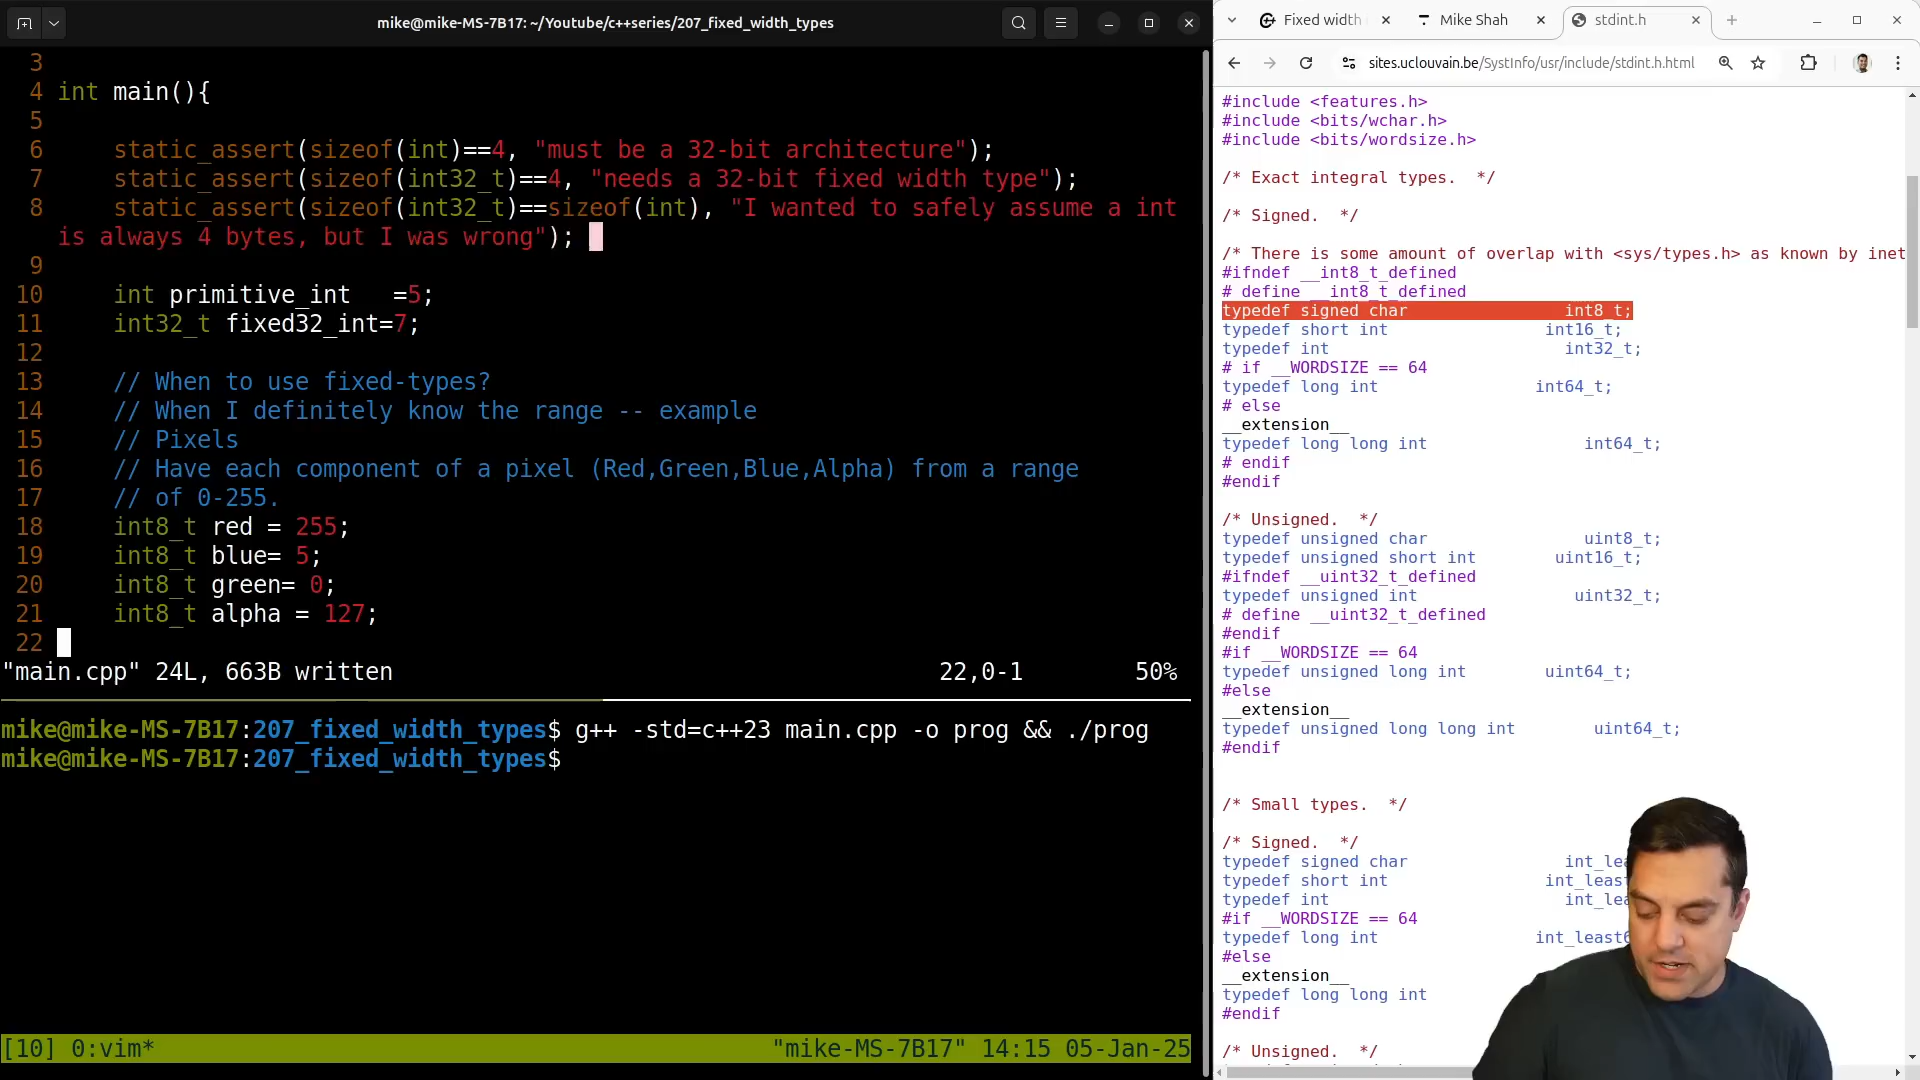 mike@mike-MS-7B17: ~/Youtube/c++series/207_fixed_width_types
3
4 int main(){
5
6     static_assert(sizeof(int)==4, "must be a 32-bit architecture");
7     static_assert(sizeof(int32_t)==4, "needs a 32-bit fixed width type");
8     static_assert(sizeof(int32_t)==sizeof(int), "I wanted to safely assume a int
is always 4 bytes, but I was wrong");
9
10     int primitive_int   =5;
11     int32_t fixed32_int=7;
12
13     // When to use fixed-types?
14     // When I definitely know the range -- example
15     // Pixels
16     // Have each component of a pixel (Red,Green,Blue,Alpha) from a range
17     // of 0-255.
18     int8_t red = 255;
19     int8_t blue= 5;
20     int8_t green= 0;
21     int8_t alpha = 127;
22
"main.cpp" 24L, 663B written    22,0-1    50%
mike@mike-MS-7B17:207_fixed_width_types$ g++ -std=c++23 main.cpp -o prog && ./prog
mike@mike-MS-7B17:207_fixed_width_types$
[10] 0:vim*    "mike-MS-7B17" 14:15 05-Jan-25
Fixed width    Mike Shah    stdint.h
sites.uclouvain.be/SystInfo/usr/include/stdint.h.html
#include <features.h>
#include <bits/wchar.h>
#include <bits/wordsize.h>
/* Exact integral types.  */
/* Signed.  */
/* There is some amount of overlap with <sys/types.h> as known by inet
#ifndef __int8_t_defined
# define __int8_t_defined
typedef signed char    int8_t;
typedef short int    int16_t;
typedef int    int32_t;
# if __WORDSIZE == 64
typedef long int    int64_t;
# else
__extension__
typedef long long int    int64_t;
# endif
#endif
/* Unsigned.  */
typedef unsigned char    uint8_t;
typedef unsigned short int    uint16_t;
#ifndef __uint32_t_defined
typedef unsigned int    uint32_t;
# define __uint32_t_defined
#endif
#if __WORDSIZE == 64
typedef unsigned long int    uint64_t;
#else
__extension__
typedef unsigned long long int    uint64_t;
#endif
/* Small types.  */
/* Signed.  */
typedef signed char
typedef short int
typedef int
#if __WORDSIZE == 64
typedef long int
#else
__extension__
typedef long long int
#endif
/* Unsigned.  */